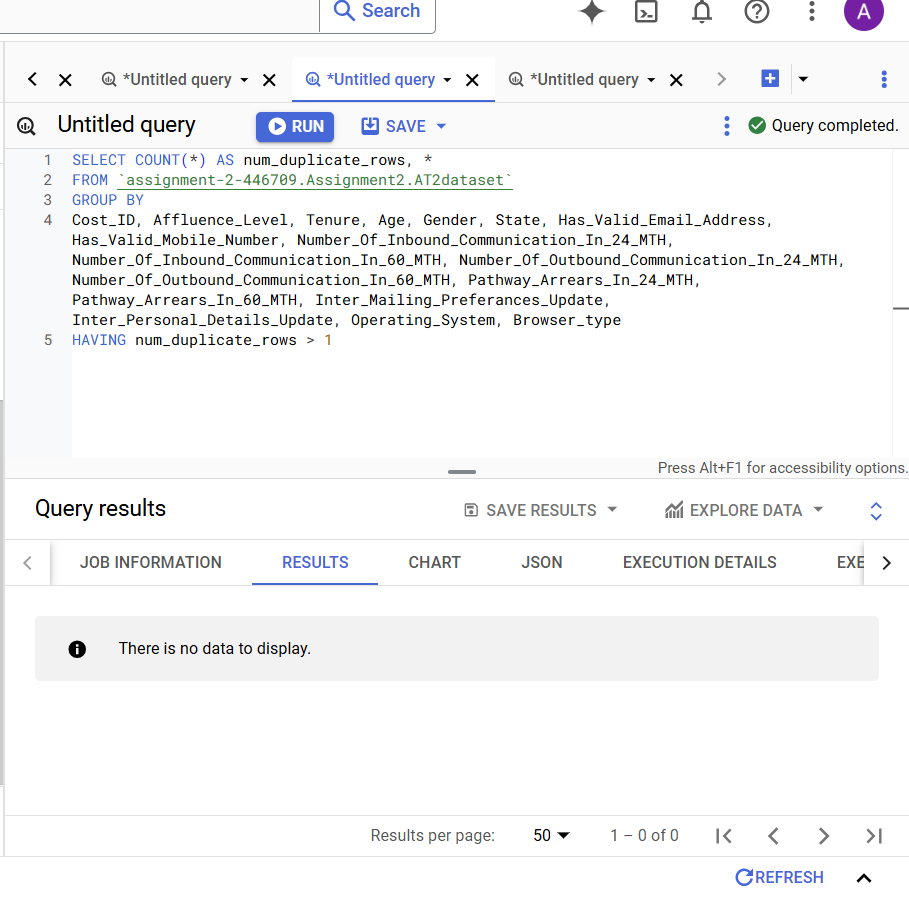 Search
A
*Untitled query
*Untitled query
*Untitled query
Untitled query
RUN
SAVE
Query completed.
1 SELECT COUNT(*) AS num_duplicate_rows, *
2 FROM `assignment-2-446709.Assignment2.AT2dataset`
3 GROUP BY
4 Cost_ID, Affluence_Level, Tenure, Age, Gender, State, Has_Valid_Email_Address,
Has_Valid_Mobile_Number, Number_Of_Inbound_Communication_In_24_MTH,
Number_Of_Inbound_Communication_In_60_MTH, Number_Of_Outbound_Communication_In_24_MTH,
Number_Of_Outbound_Communication_In_60_MTH, Pathway_Arrears_In_24_MTH,
Pathway_Arrears_In_60_MTH, Inter_Mailing_Preferances_Update,
Inter_Personal_Details_Update, Operating_System, Browser_type
5 HAVING num_duplicate_rows > 1
Press Alt+F1 for accessibility options.
Query results
SAVE RESULTS
EXPLORE DATA
JOB INFORMATION
RESULTS
CHART
JSON
EXECUTION DETAILS
EXE
There is no data to display.
Results per page:
50
1 – 0 of 0
REFRESH